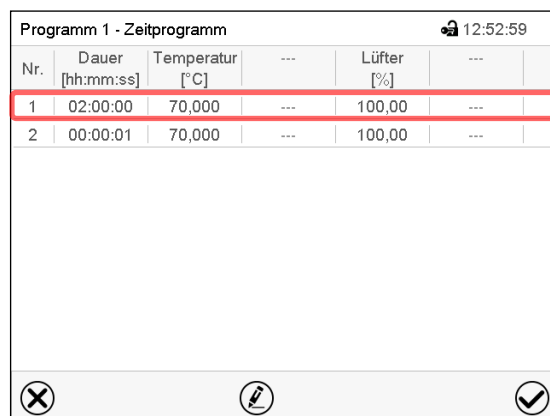 Programm 1 - Zeitprogramm 12:52:59
Nr. Dauer [hh:mm:ss] Temperatur [°C] --- Lüfter [%] ---
1 02:00:00 70,000 --- 100,00 ---
2 00:00:01 70,000 --- 100,00 ---